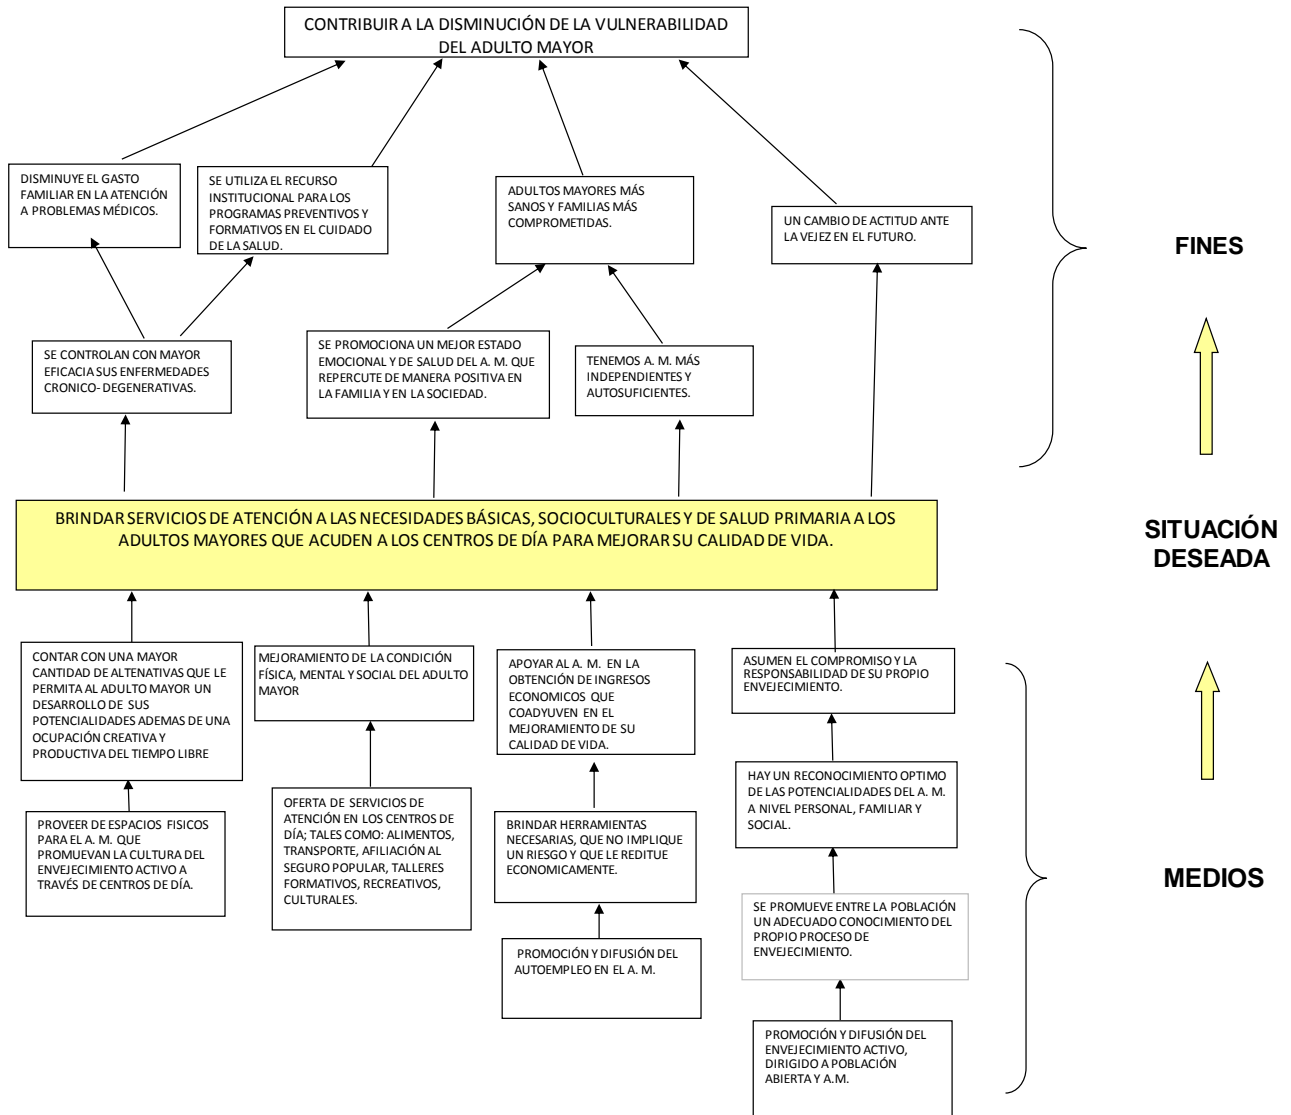 CONTRIBUIR A LA DISMINUCIÓN DE LA VULNERABILIDAD
DEL ADULTO MAYOR
DISMINUYE EL GASTO
FAMILIAR EN LA ATENCIÓN
A PROBLEMAS MÉDICOS.
SE UTILIZA EL RECURSO
INSTITUCIONAL PARA LOS
PROGRAMAS PREVENTIVOS Y
FORMATIVOS EN EL CUIDADO
DE LA SALUD.
ADULTOS MAYORES MÁS
SANOS Y FAMILIAS MÁS
COMPROMETIDAS.
UN CAMBIO DE ACTITUD ANTE
LA VEJEZ EN EL FUTURO.
FINES
SE CONTROLAN CON MAYOR
EFICACIA SUS ENFERMEDADES
CRONICO- DEGENERATIVAS.
SE PROMOCIONA UN MEJOR ESTADO
EMOCIONAL Y DE SALUD DEL A. M. QUE
REPERCUTE DE MANERA POSITIVA EN
LA FAMILIA Y EN LA SOCIEDAD.
TENEMOS A. M. MÁS
INDEPENDIENTES Y
AUTOSUFICIENTES.
BRINDAR SERVICIOS DE ATENCIÓN A LAS NECESIDADES BÁSICAS, SOCIOCULTURALES Y DE SALUD PRIMARIA A LOS
ADULTOS MAYORES QUE ACUDEN A LOS CENTROS DE DÍA PARA MEJORAR SU CALIDAD DE VIDA.
SITUACIÓN
DESEADA
CONTAR CON UNA MAYOR
CANTIDAD DE ALTENATIVAS QUE LE
PERMITA AL ADULTO MAYOR UN
DESARROLLO DE SUS
POTENCIALIDADES ADEMAS DE UNA
OCUPACIÓN CREATIVA Y
PRODUCTIVA DEL TIEMPO LIBRE
MEJORAMIENTO DE LA CONDICIÓN
FÍSICA, MENTAL Y SOCIAL DEL ADULTO
MAYOR
APOYAR AL A. M. EN LA
OBTENCIÓN DE INGRESOS
ECONOMICOS QUE
COADYUVEN EN EL
MEJORAMIENTO DE SU
CALIDAD DE VIDA.
ASUMEN EL COMPROMISO Y LA
RESPONSABILIDAD DE SU PROPIO
ENVEJECIMIENTO.
PROVEER DE ESPACIOS FISICOS
PARA EL A. M. QUE
PROMUEVAN LA CULTURA DEL
ENVEJECIMIENTO ACTIVO A
TRAVÉS DE CENTROS DE DÍA.
OFERTA DE SERVICIOS DE
ATENCIÓN EN LOS CENTROS DE
DÍA; TALES COMO: ALIMENTOS,
TRANSPORTE, AFILIACIÓN AL
SEGURO POPULAR, TALLERES
FORMATIVOS, RECREATIVOS,
CULTURALES.
BRINDAR HERRAMIENTAS
NECESARIAS, QUE NO IMPLIQUE
UN RIESGO Y QUE LE REDITUE
ECONOMICAMENTE.
HAY UN RECONOCIMIENTO OPTIMO
DE LAS POTENCIALIDADES DEL A. M.
A NIVEL PERSONAL, FAMILIAR Y
SOCIAL.
MEDIOS
PROMOCIÓN Y DIFUSIÓN DEL
AUTOEMPLEO EN EL A. M.
SE PROMUEVE ENTRE LA POBLACIÓN
UN ADECUADO CONOCIMIENTO DEL
PROPIO PROCESO DE
ENVEJECIMIENTO.
PROMOCIÓN Y DIFUSIÓN DEL
ENVEJECIMIENTO ACTIVO,
DIRIGIDO A POBLACIÓN
ABIERTA Y A.M.